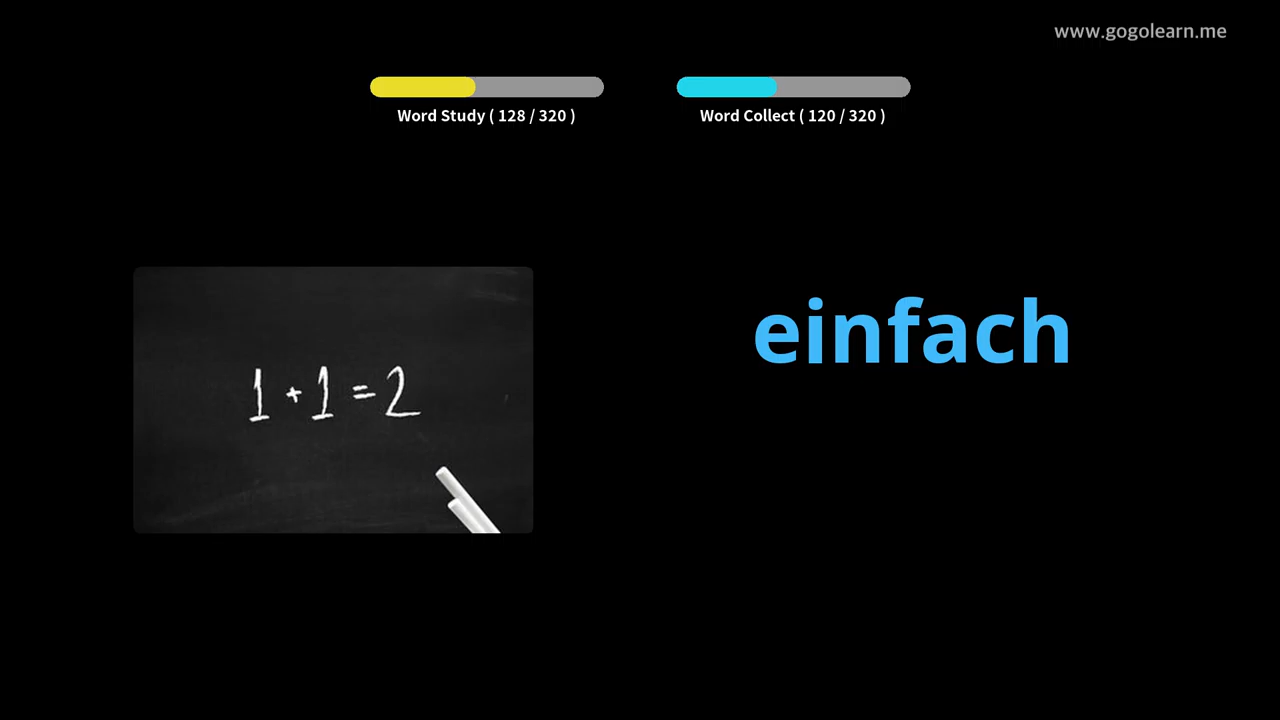 www.gogolearn.me
Word Study ( 128 / 320 )
Word Collect ( 120 / 320 )
einfach
1 + 1 = 2